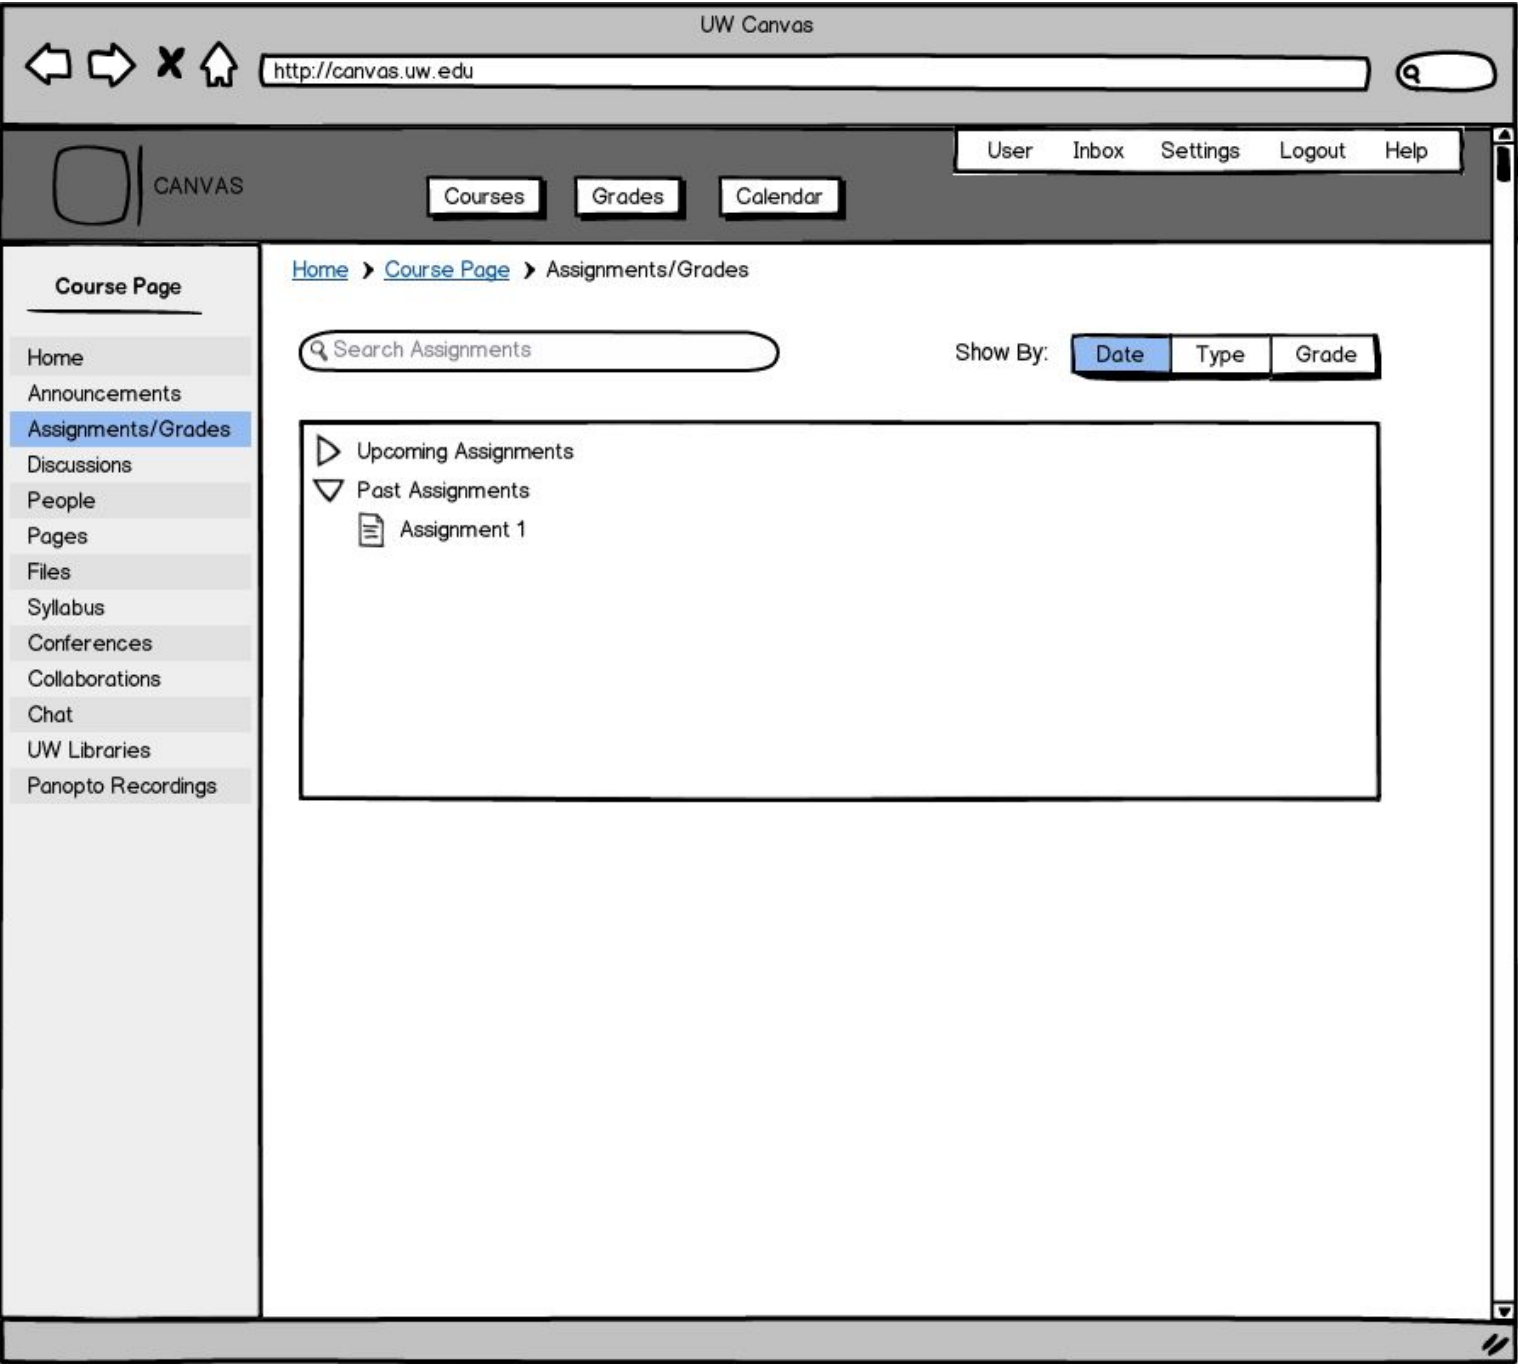 UW Canvas
http://canvas.uw.edu
User Inbox Settings Logout Help
CANVAS
Courses Grades Calendar
Course Page
Home
Announcements
Assignments/Grades
Discussions
People
Pages
Files
Syllabus
Conferences
Collaborations
Chat
UW Libraries
Panopto Recordings
Home > Course Page > Assignments/Grades
Search Assignments
Show By: Date Type Grade
Upcoming Assignments
Past Assignments
Assignment 1